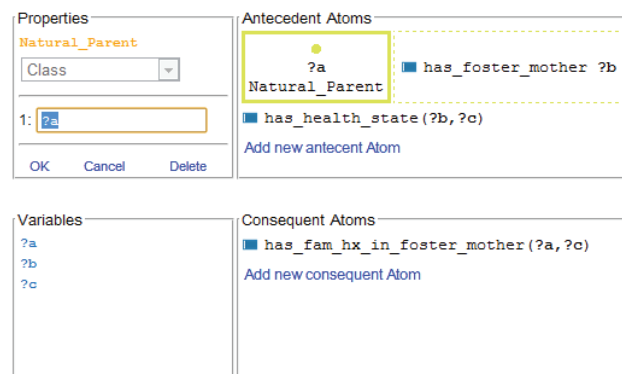 Properties
Natural_Parent
Class
1: ?a
OK Cancel Delete
Antecedent Atoms
?a
Natural_Parent
has_foster_mother ?b
has_health_state(?b,?c)
Add new antecent Atom
Variables
?a
?b
?c
Consequent Atoms
has_fam_hx_in_foster_mother(?a,?c)
Add new consequent Atom